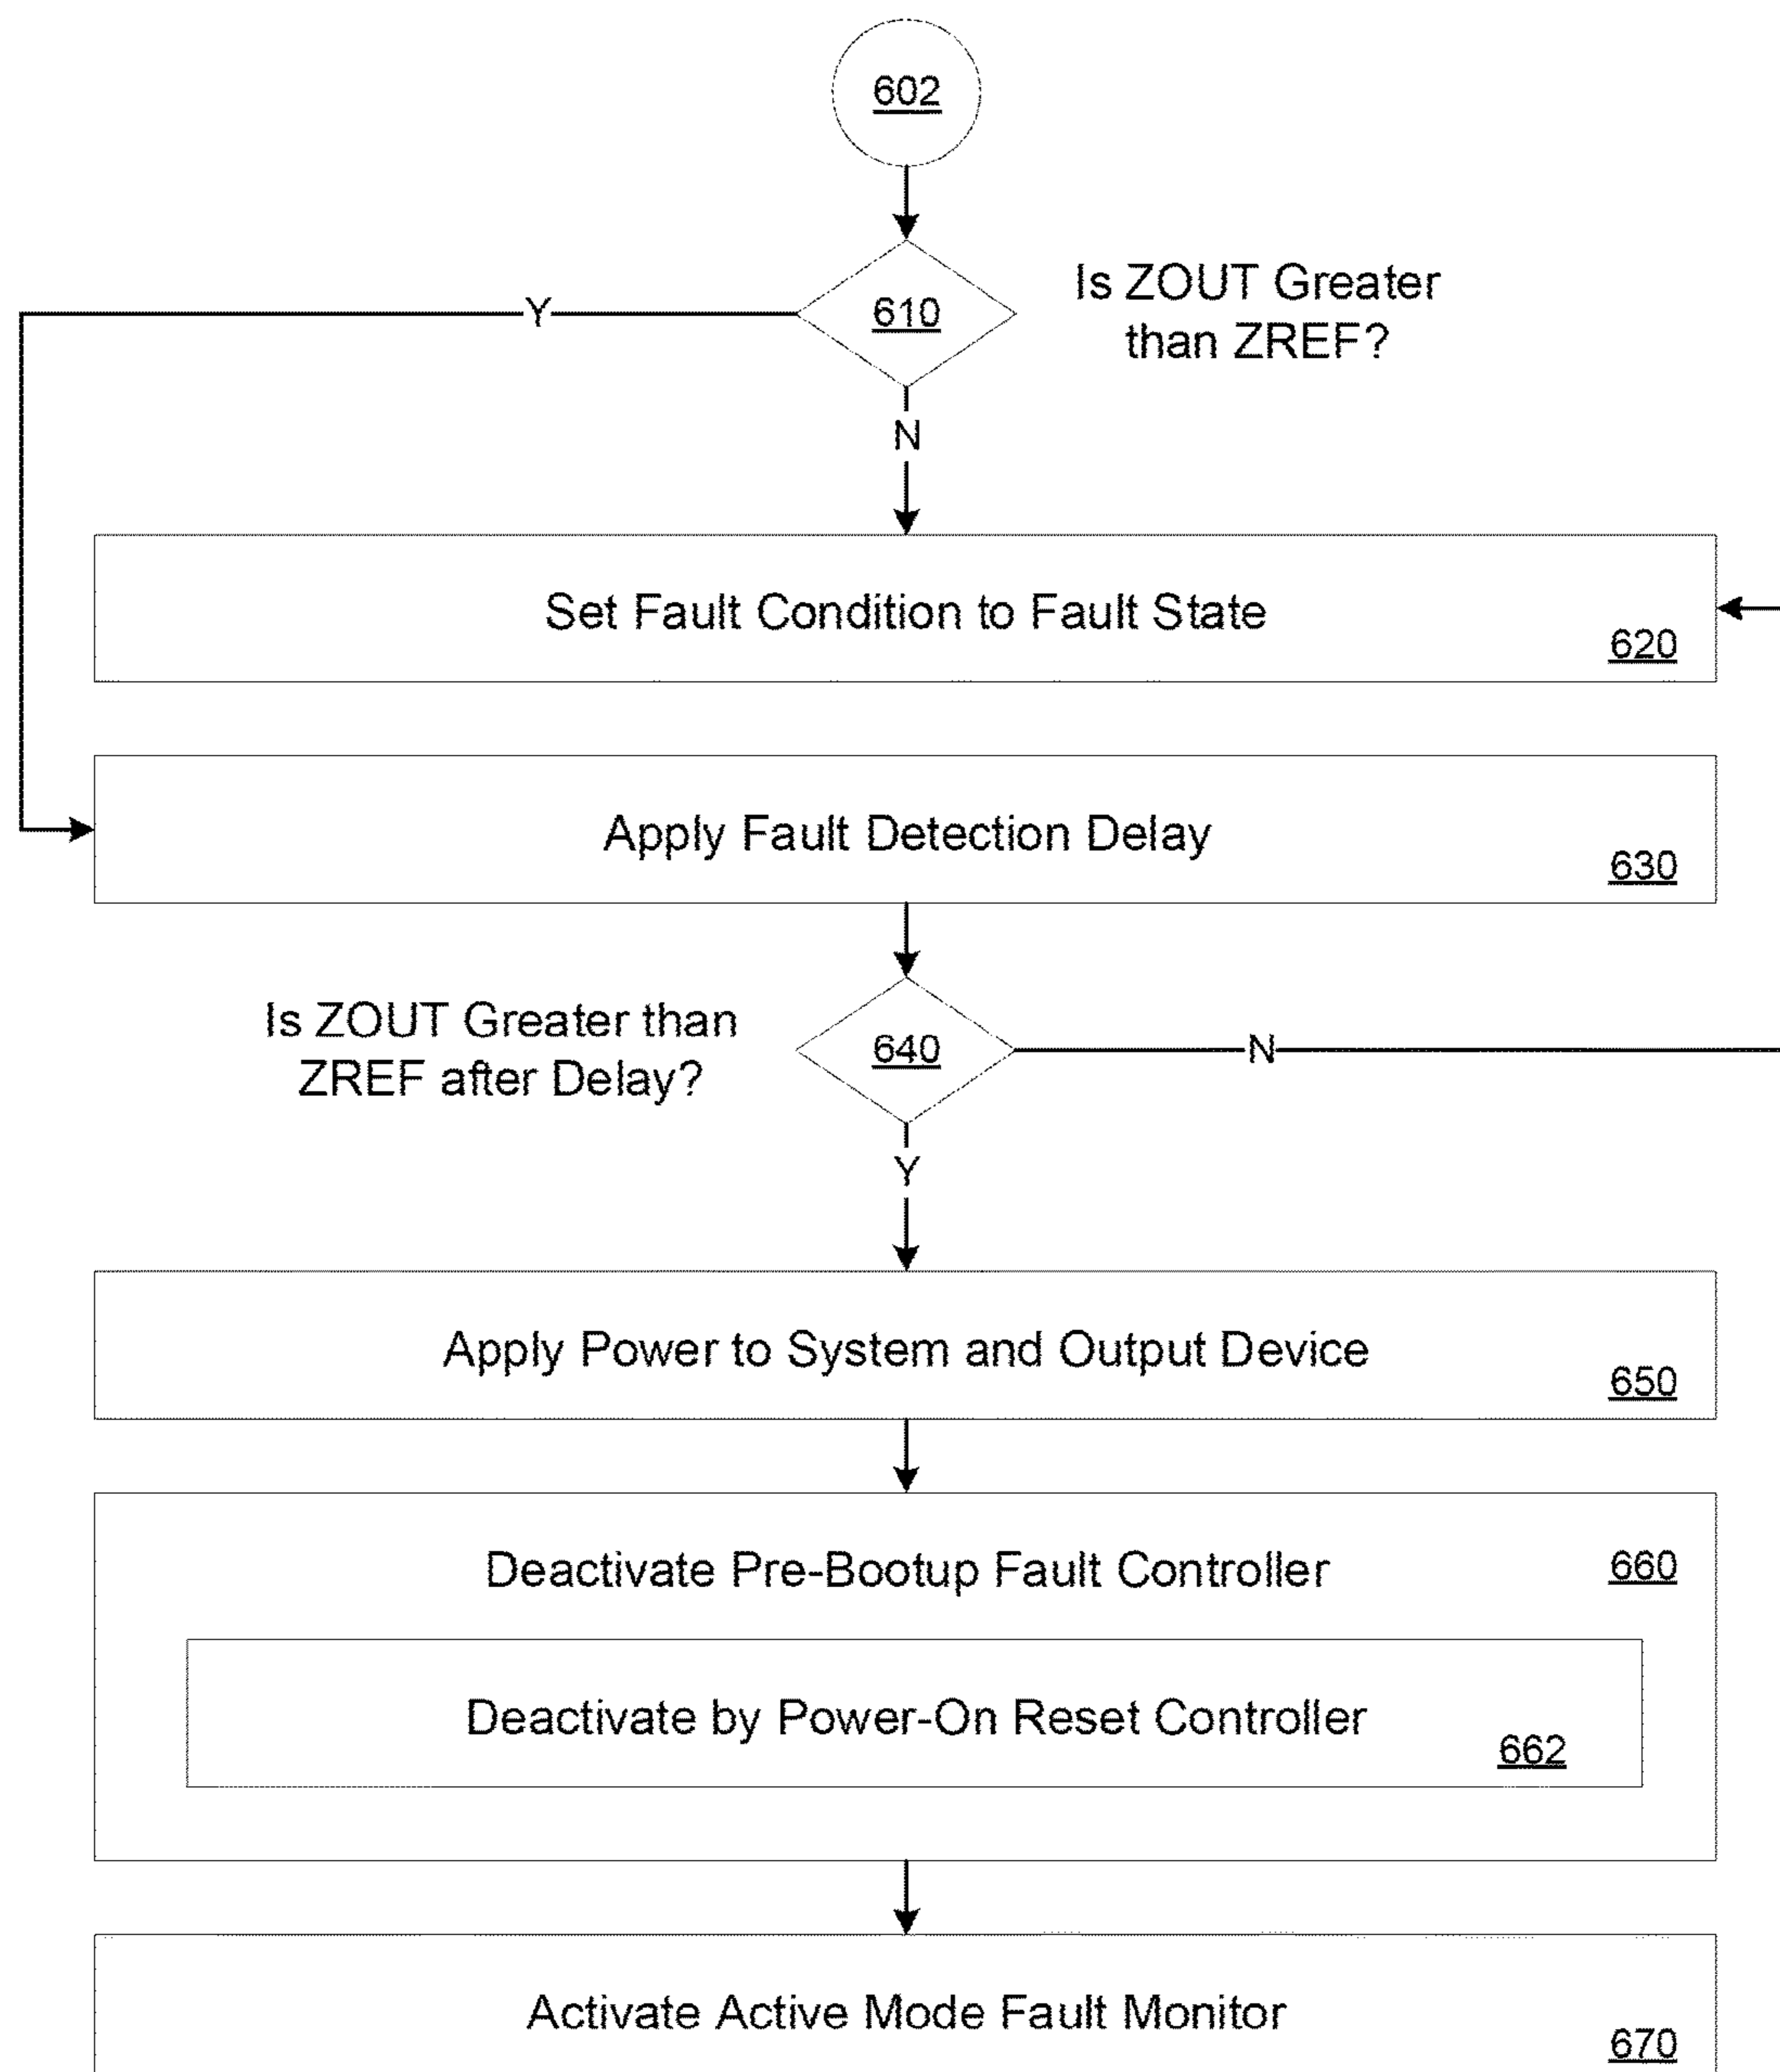 602
610
Is ZOUT Greater
than ZREF?
Y
N
Set Fault Condition to Fault State
620
Apply Fault Detection Delay
630
Is ZOUT Greater than
ZREF after Delay?
640
N
Y
Apply Power to System and Output Device
650
Deactivate Pre-Bootup Fault Controller
660
Deactivate by Power-On Reset Controller
662
Activate Active Mode Fault Monitor
670